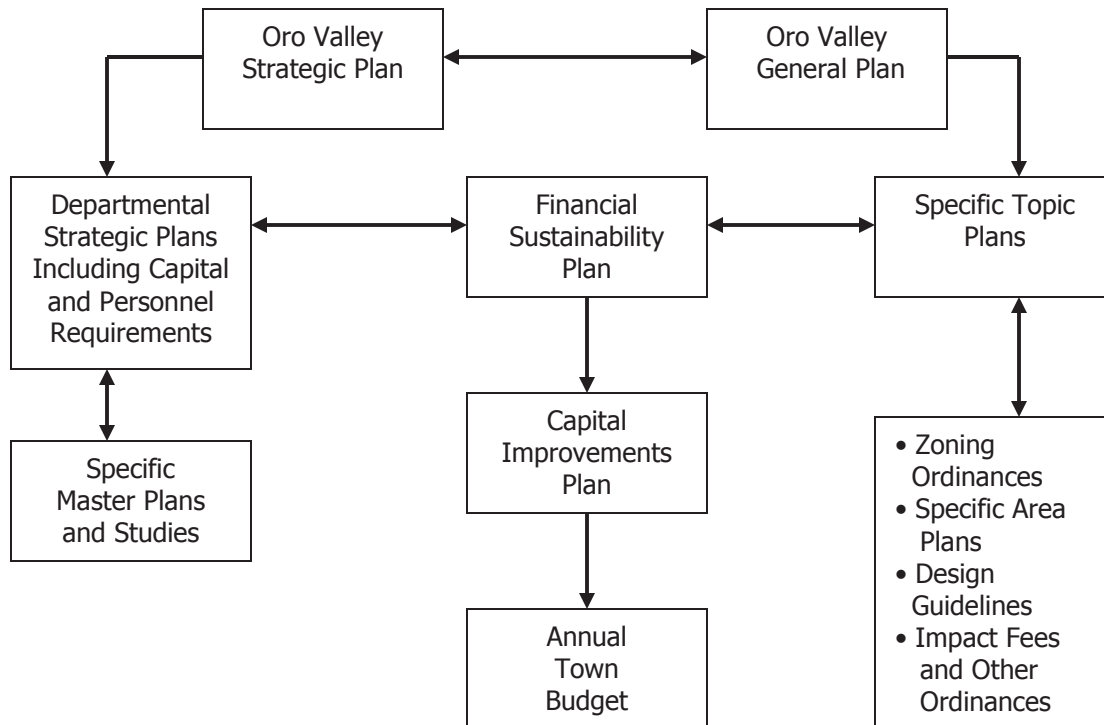 Oro Valley
Strategic Plan
Oro Valley
General Plan
Departmental
Strategic Plans
Including Capital
and Personnel
Requirements
Financial
Sustainability
Plan
Specific Topic
Plans
Specific
Master Plans
and Studies
Capital
Improvements
Plan
• Zoning
Ordinances
• Specific Area
Plans
• Design
Guidelines
• Impact Fees
and Other
Ordinances
Annual
Town
Budget